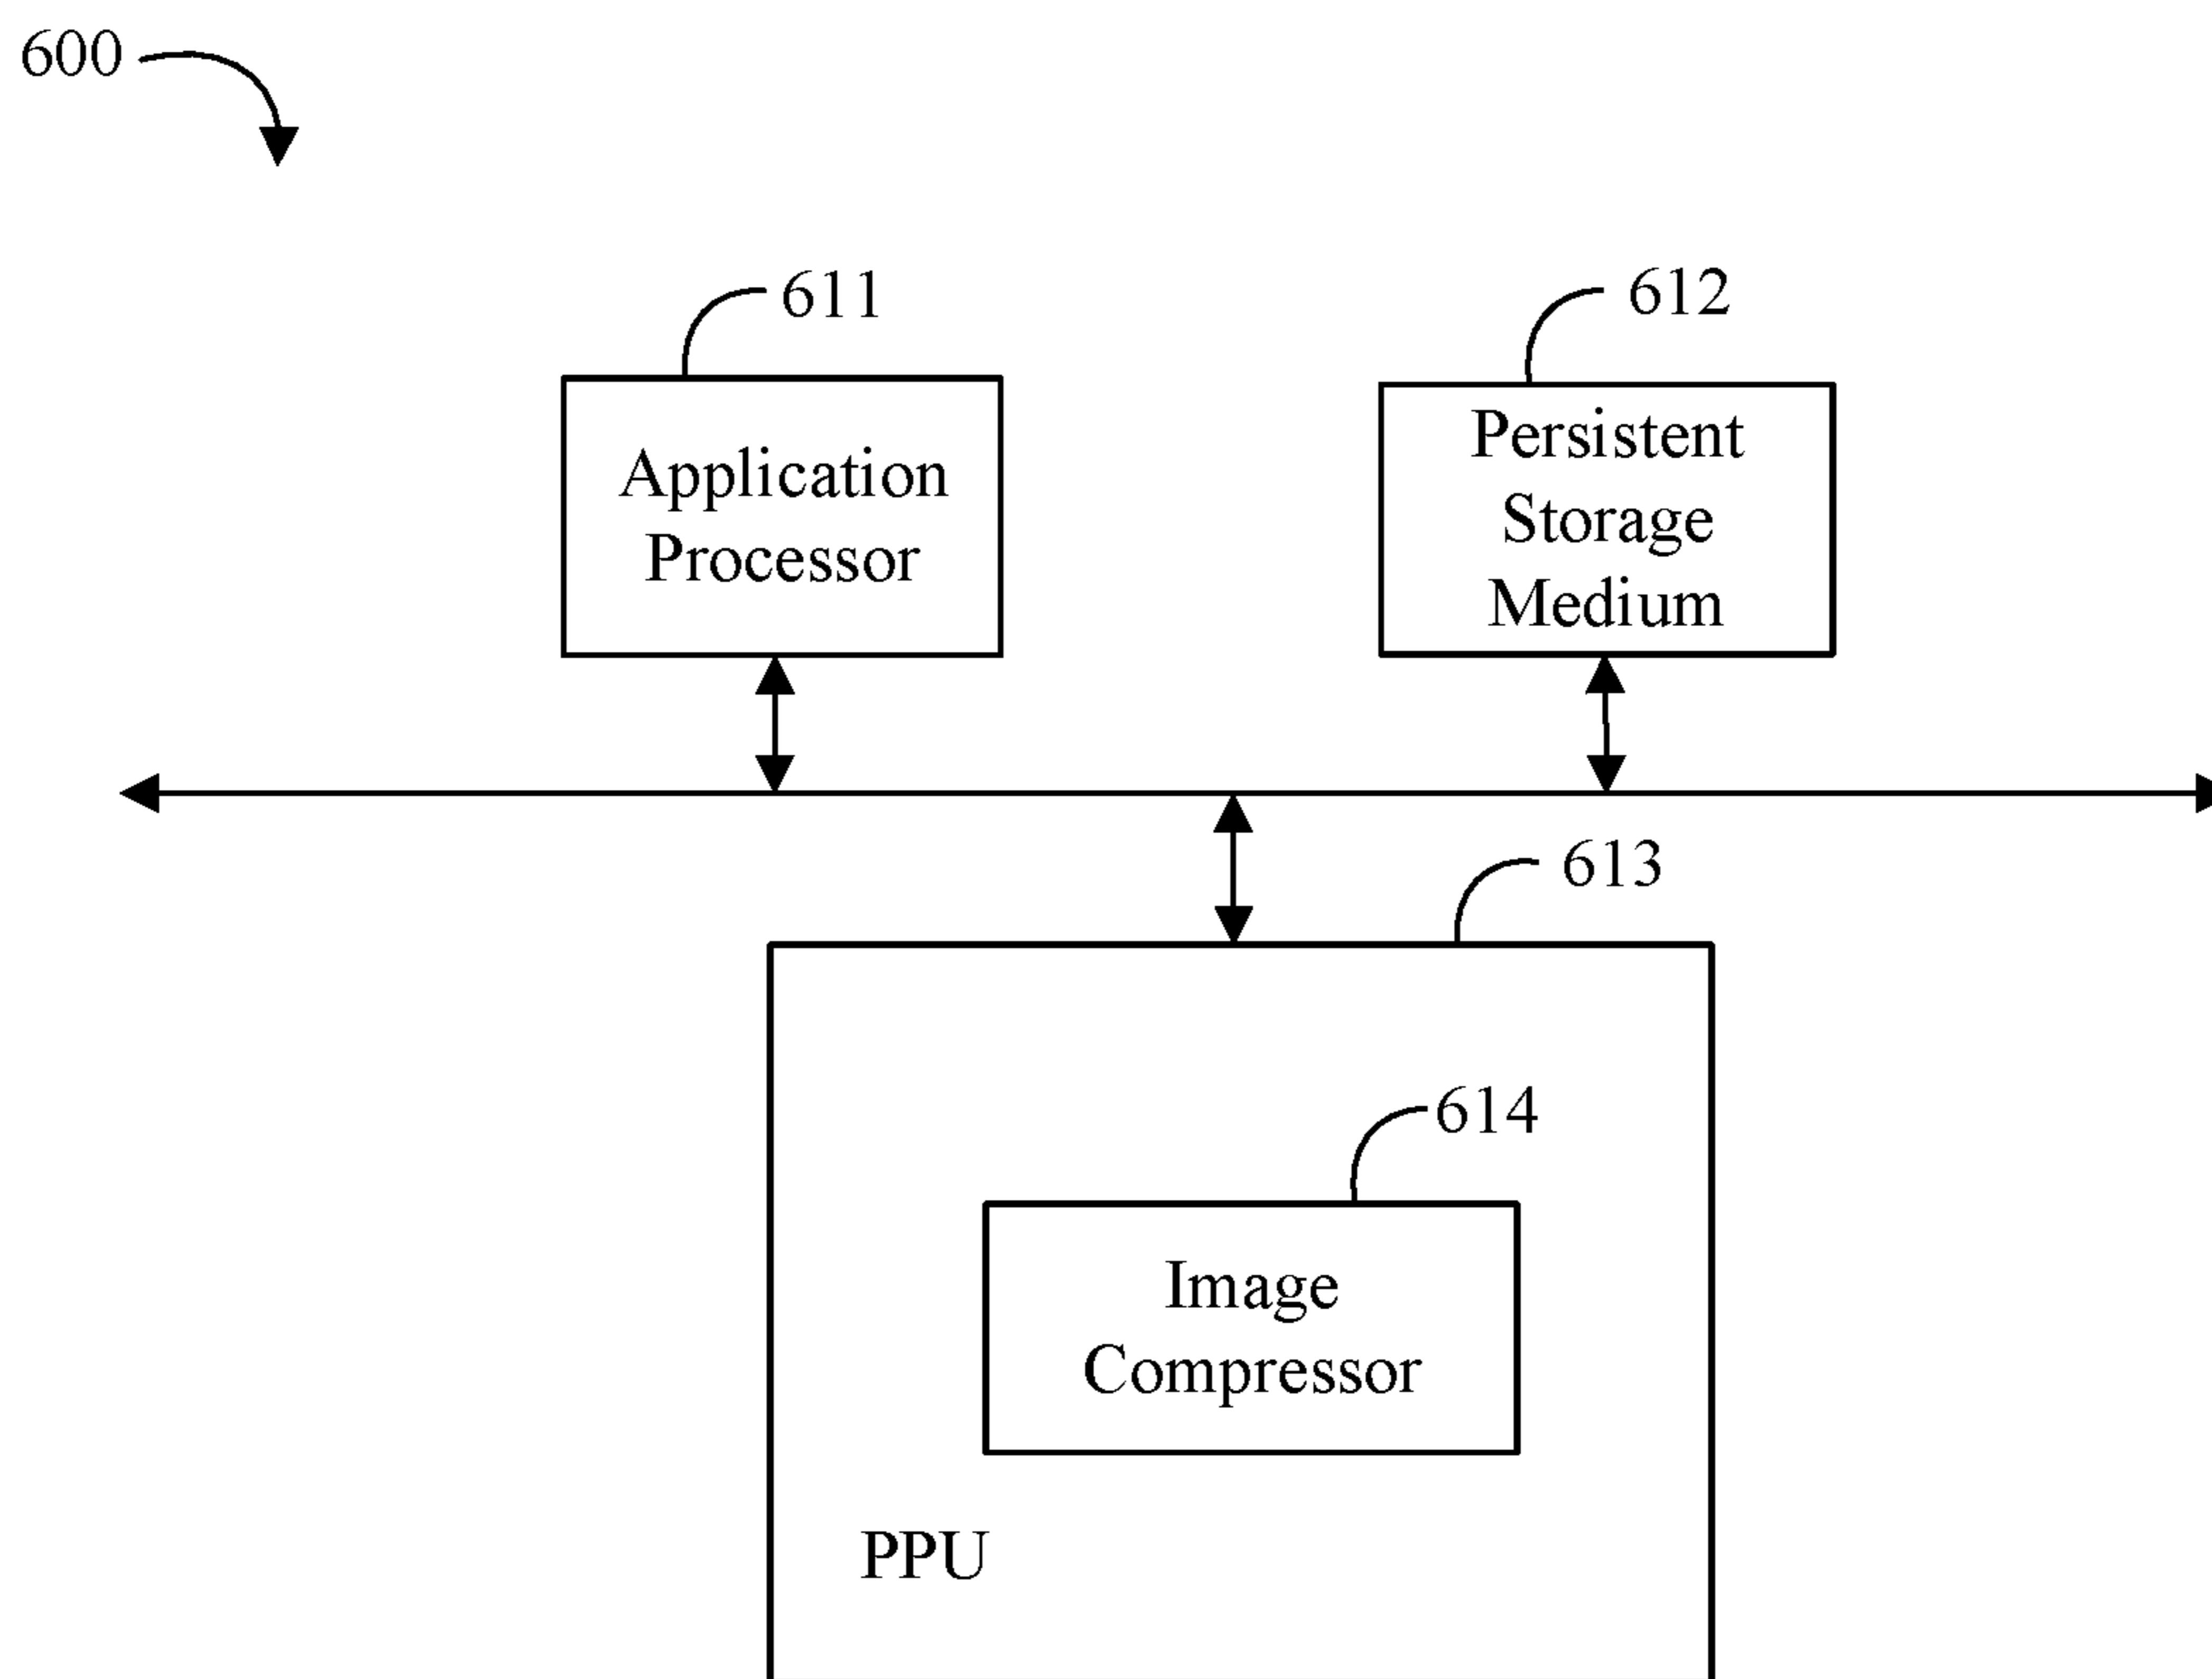 600
611
612
Application
Processor
Persistent
Storage
Medium
613
614
Image
Compressor
PPU